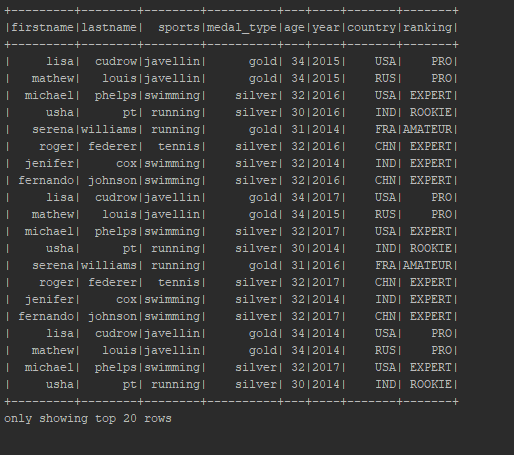 +---------+--------+--------+----------+---+----+-------+-------+
|firstname|lastname|  sports|medal_type|age|year|country|ranking|
+---------+--------+--------+----------+---+----+-------+-------+
|     lisa|  cudrow|javellin|      gold| 34|2015|    USA|    PRO|
|   mathew|   louis|javellin|      gold| 34|2015|    RUS|    PRO|
|  michael|  phelps|swimming|    silver| 32|2016|    USA| EXPERT|
|     usha|      pt| running|    silver| 30|2016|    IND| ROOKIE|
|   serena|williams| running|      gold| 31|2014|    FRA|AMATEUR|
|    roger| federer|  tennis|    silver| 32|2016|    CHN| EXPERT|
|  jenifer|     cox|swimming|    silver| 32|2014|    IND| EXPERT|
| fernando| johnson|swimming|    silver| 32|2016|    CHN| EXPERT|
|     lisa|  cudrow|javellin|      gold| 34|2017|    USA|    PRO|
|   mathew|   louis|javellin|      gold| 34|2015|    RUS|    PRO|
|  michael|  phelps|swimming|    silver| 32|2017|    USA| EXPERT|
|     usha|      pt| running|    silver| 30|2014|    IND| ROOKIE|
|   serena|williams| running|      gold| 31|2016|    FRA|AMATEUR|
|    roger| federer|  tennis|    silver| 32|2017|    CHN| EXPERT|
|  jenifer|     cox|swimming|    silver| 32|2014|    IND| EXPERT|
| fernando| johnson|swimming|    silver| 32|2017|    CHN| EXPERT|
|     lisa|  cudrow|javellin|      gold| 34|2014|    USA|    PRO|
|   mathew|   louis|javellin|      gold| 34|2014|    RUS|    PRO|
|  michael|  phelps|swimming|    silver| 32|2017|    USA| EXPERT|
|     usha|      pt| running|    silver| 30|2014|    IND| ROOKIE|
+---------+--------+--------+----------+---+----+-------+-------+
only showing top 20 rows